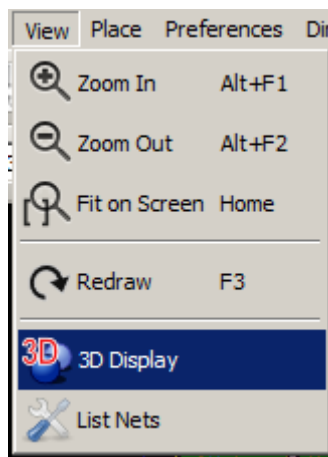 View Place Preferences Di
Zoom In Alt+F1
Zoom Out Alt+F2
Fit on Screen Home
Redraw F3
3D 3D Display
List Nets